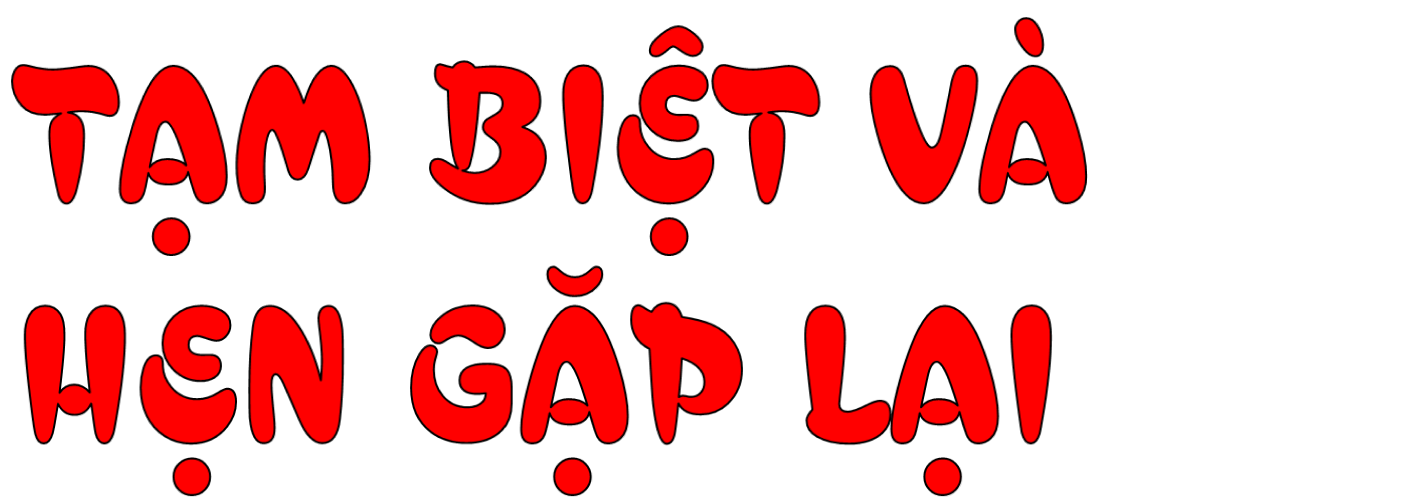 TẠM BIỆT VÀ
HẸN GẶP LẠI